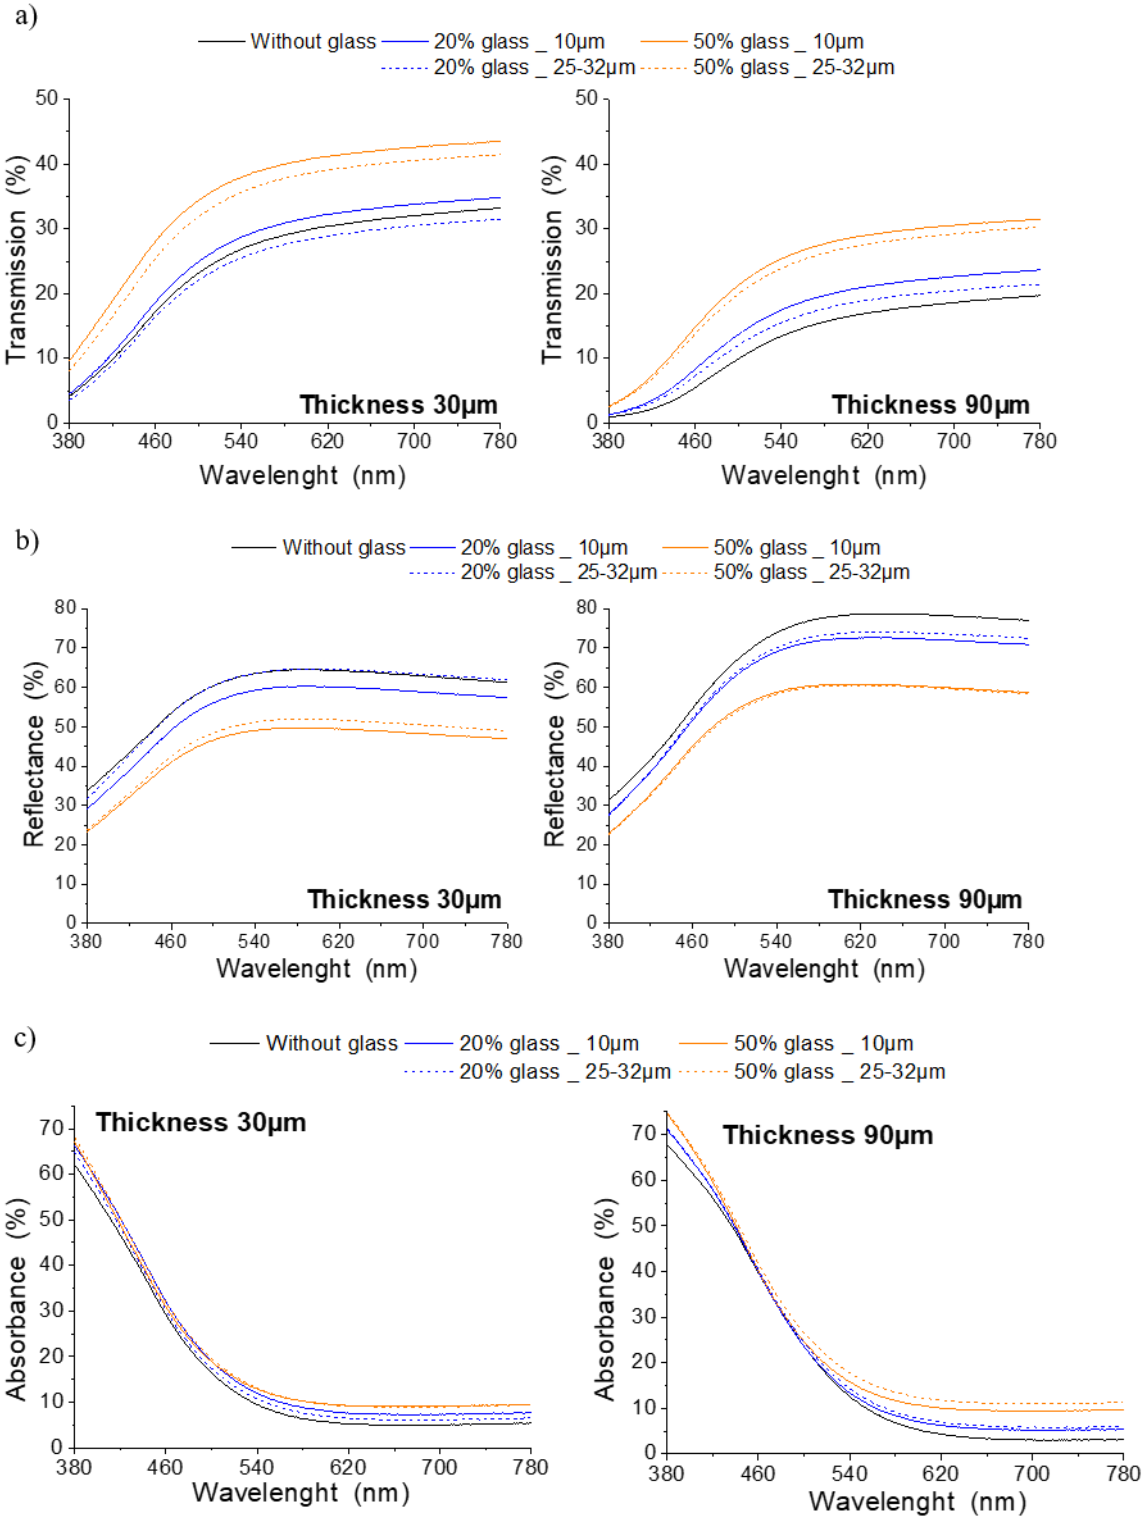 a)
Without glass 20% glass _ 10µm 50% glass _ 10µm
20% glass _ 25-32µm 50% glass _ 25-32µm
50
40
30
20
10
0
Transmission (%)
Thickness 30µm
380 460 540 620 700 780
Wavelenght (nm)
50
40
30
20
10
0
Transmission (%)
Thickness 90µm
380 460 540 620 700 780
Wavelenght (nm)
b)
Without glass 20% glass _ 10µm 50% glass _ 10µm
20% glass _ 25-32µm 50% glass _ 25-32µm
80
70
60
50
40
30
20
10
0
Reflectance (%)
Thickness 30µm
380 460 540 620 700 780
Wavelenght (nm)
80
70
60
50
40
30
20
10
0
Reflectance (%)
Thickness 90µm
380 460 540 620 700 780
Wavelenght (nm)
c)
Without glass 20% glass _ 10µm 50% glass _ 10µm
20% glass _ 25-32µm 50% glass _ 25-32µm
Thickness 30µm
70
60
50
40
30
20
10
0
Absorbance (%)
380 460 540 620 700 780
Wavelenght (nm)
Thickness 90µm
70
60
50
40
30
20
10
0
Absorbance (%)
380 460 540 620 700 780
Wavelenght (nm)